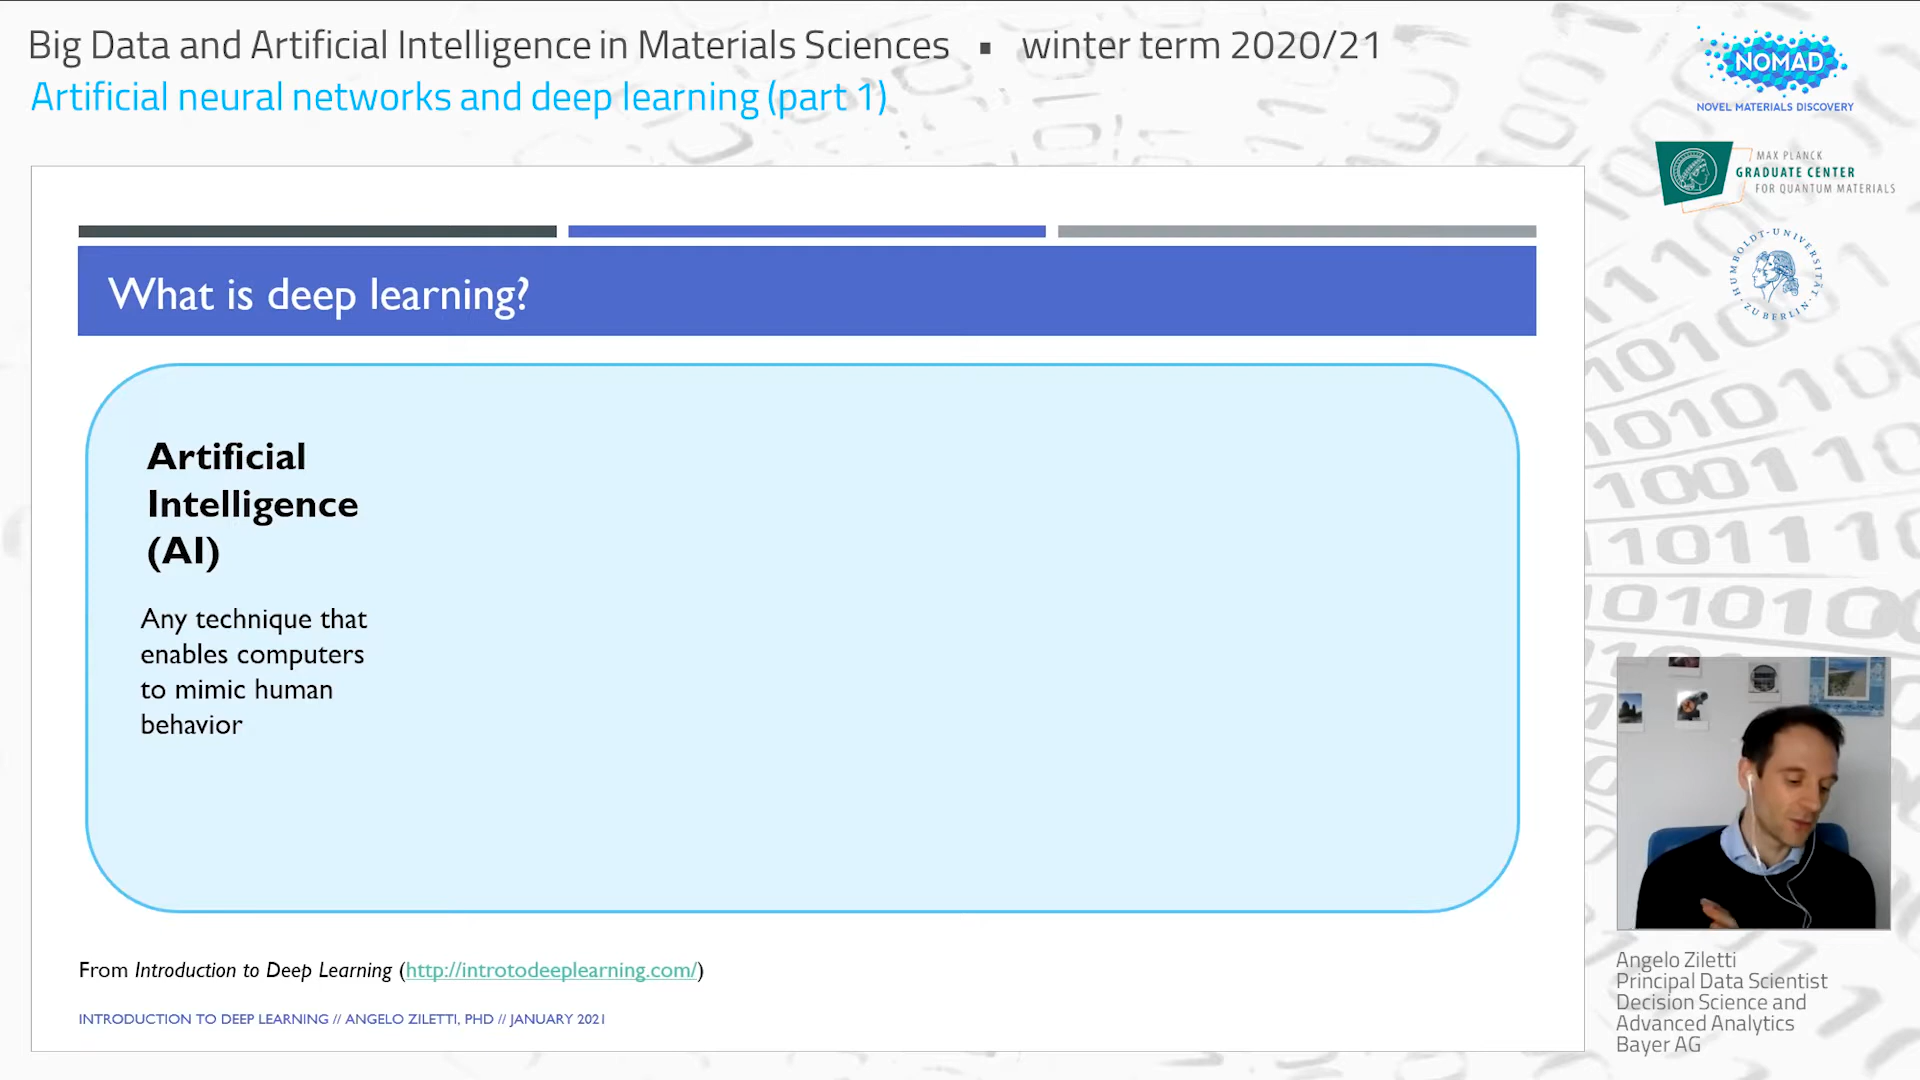 Big Data and Artificial Intelligence in Materials Sciences ▪ winter term 2020/21
Artificial neural networks and deep learning (part 1)
NOMAD
NOVEL MATERIALS DISCOVERY
MAX PLANCK
GRADUATE CENTER
FOR QUANTUM MATERIALS
HUMBOLDT-UNIVERSITÄT
ZU BERLIN
What is deep learning?
Artificial
Intelligence
(AI)
Any technique that
enables computers
to mimic human
behavior
From Introduction to Deep Learning (http://introtodeeplearning.com/)
INTRODUCTION TO DEEP LEARNING // ANGELO ZILETTI, PHD // JANUARY 2021
Angelo Ziletti
Principal Data Scientist
Decision Science and
Advanced Analytics
Bayer AG